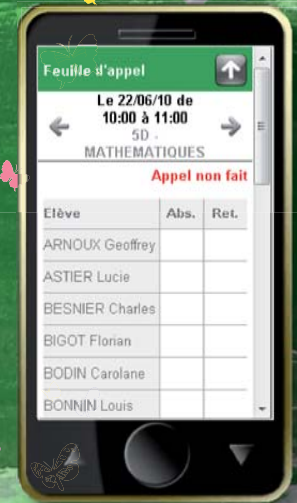 Feuille d'appel
Le 22/06/10 de
10:00 à 11:00
5D -
MATHEMATIQUES
Appel non fait
Elève Abs. Ret.
ARNOUX Geoffrey
ASTIER Lucie
BESNIER Charles
BIGOT Florian
BODIN Carolane
BONNIN Louis